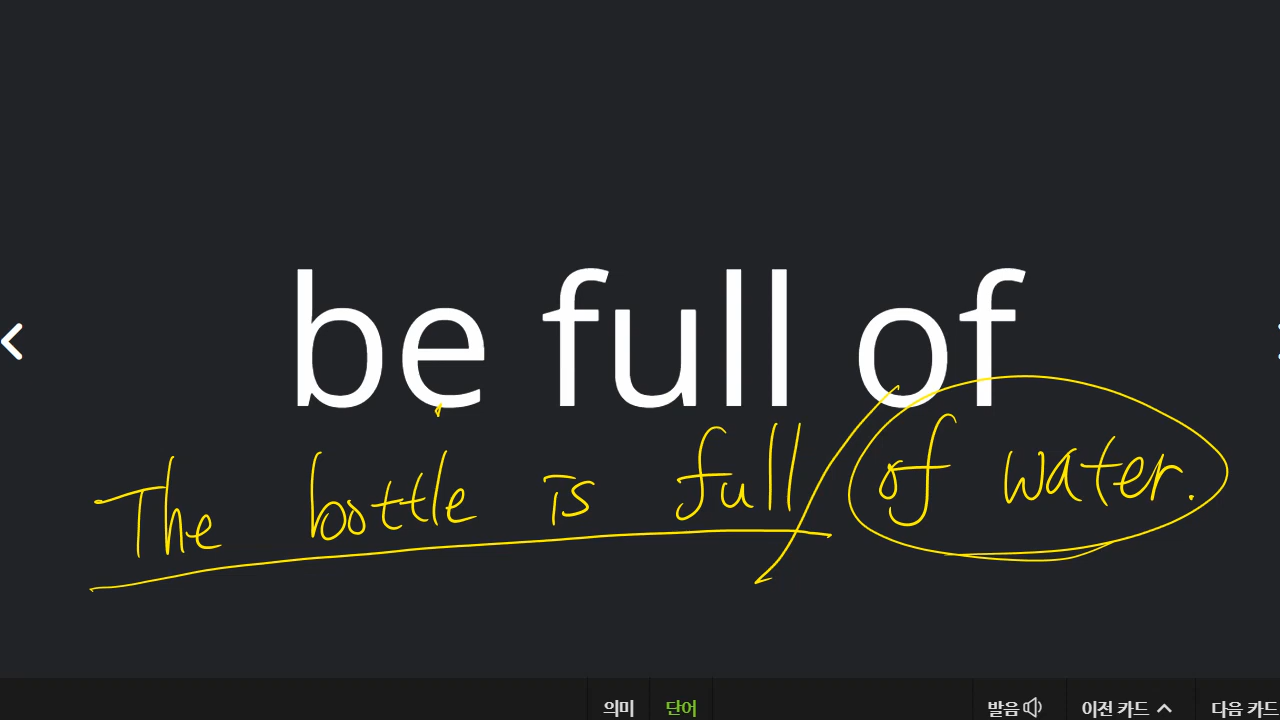 be full of
The bottle is full of water.
의미 단어 발음 이전 카드 다음 카드